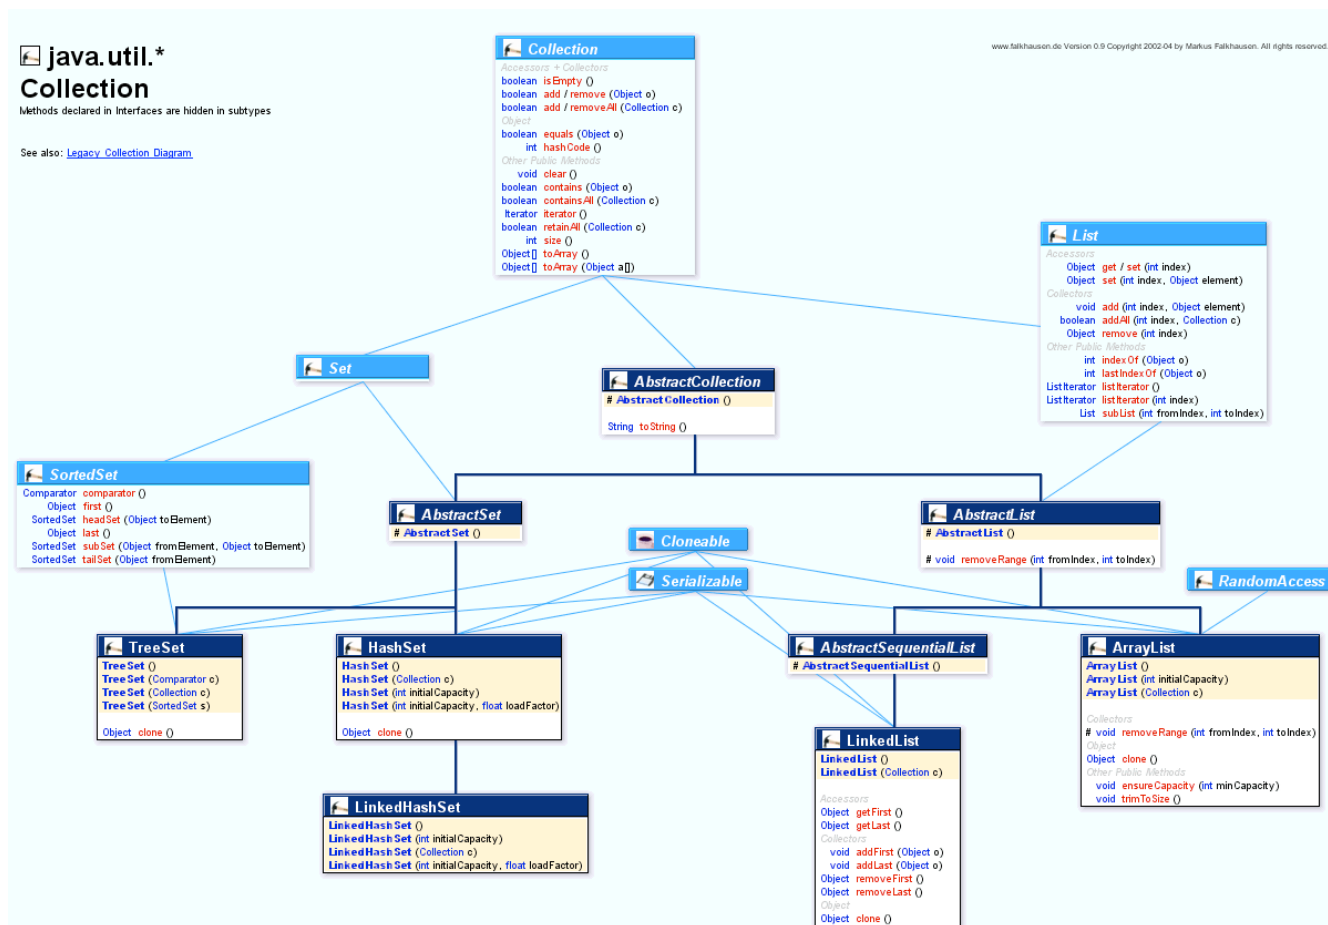 java.util.*
Collection
Methods declared in Interfaces are hidden in subtypes
See also: Legacy Collection Diagram
www.falkhausen.de Version 0.9 Copyright 2002-04 by Markus Falkhausen. All rights reserved.
Collection
Accessors + Collectors
boolean isEmpty ()
boolean add / remove (Object o)
boolean add / removeAll (Collection c)
Object
boolean equals (Object o)
int hashCode ()
Other Public Methods
void clear ()
boolean contains (Object o)
boolean containsAll (Collection c)
Iterator iterator ()
boolean retainAll (Collection c)
int size ()
Object[] toArray ()
Object[] toArray (Object a[])
List
Accessors
Object get / set (int index)
Object set (int index, Object element)
Collectors
void add (int index, Object element)
boolean addAll (int index, Collection c)
Object remove (int index)
Other Public Methods
int indexOf (Object o)
int lastIndexOf (Object o)
ListIterator listIterator ()
ListIterator listIterator (int index)
List subList (int fromIndex, int toIndex)
Set
AbstractCollection
# AbstractCollection ()
String toString ()
SortedSet
Comparator comparator ()
Object first ()
SortedSet headSet (Object toElement)
Object last ()
SortedSet subSet (Object fromElement, Object toElement)
SortedSet tailSet (Object fromElement)
AbstractSet
# AbstractSet ()
AbstractList
# AbstractList ()
# void removeRange (int fromIndex, int toIndex)
Cloneable
Serializable
RandomAccess
TreeSet
TreeSet ()
TreeSet (Comparator c)
TreeSet (Collection c)
TreeSet (SortedSet s)
Object clone ()
HashSet
HashSet ()
HashSet (Collection c)
HashSet (int initialCapacity)
HashSet (int initialCapacity, float loadFactor)
Object clone ()
AbstractSequentialList
# AbstractSequentialList ()
ArrayList
ArrayList ()
ArrayList (int initialCapacity)
ArrayList (Collection c)
Collectors
# void removeRange (int fromIndex, int toIndex)
Object
Object clone ()
Other Public Methods
void ensureCapacity (int minCapacity)
void trimToSize ()
LinkedHashSet
LinkedHashSet ()
LinkedHashSet (int initialCapacity)
LinkedHashSet (Collection c)
LinkedHashSet (int initialCapacity, float loadFactor)
LinkedList
LinkedList ()
LinkedList (Collection c)
Accessors
Object getFirst ()
Object getLast ()
Collectors
void addFirst (Object o)
void addLast (Object o)
Object removeFirst ()
Object removeLast ()
Object
Object clone ()